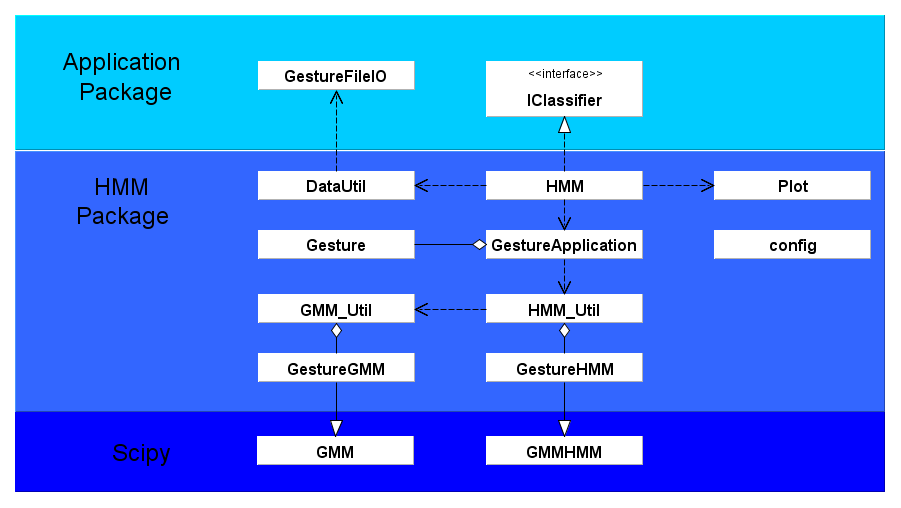 Application
Package
GestureFileIO
<<interface>>
IClassifier
HMM
Package
DataUtil
HMM
Plot
Gesture
GestureApplication
config
GMM_Util
HMM_Util
GestureGMM
GestureHMM
Scipy
GMM
GMMHMM